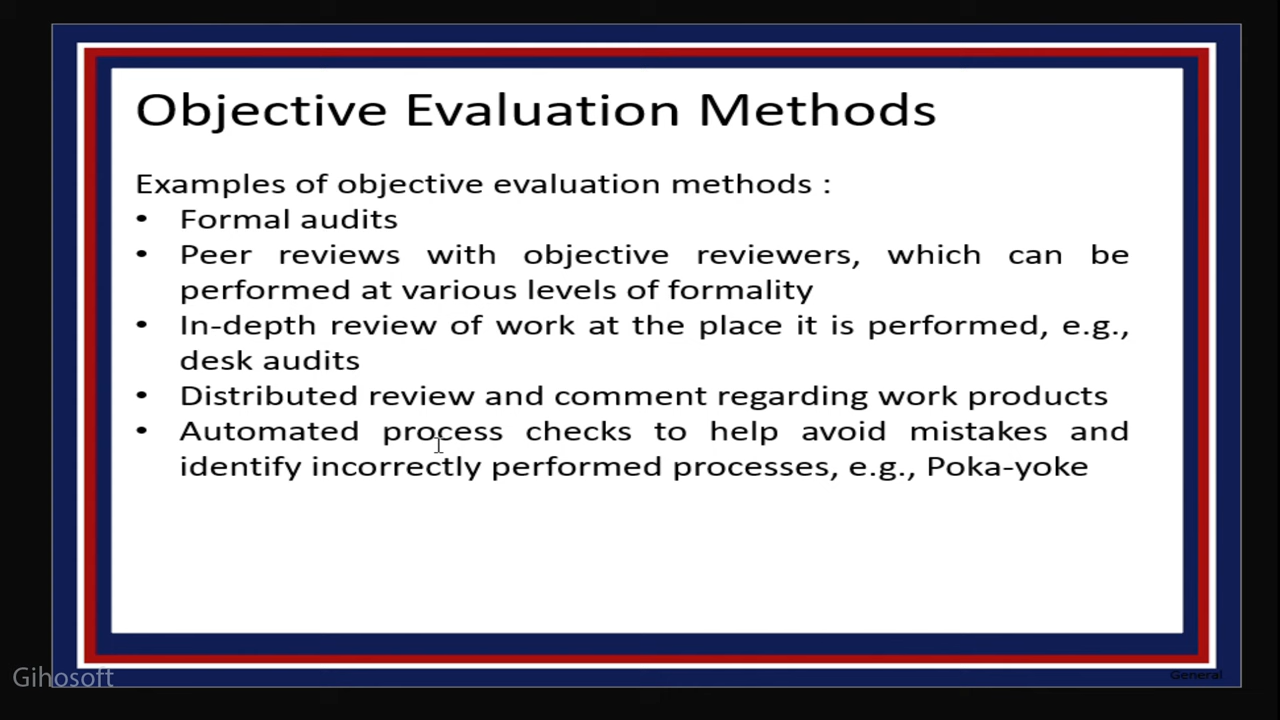 Objective Evaluation Methods
Examples of objective evaluation methods :
• Formal audits
• Peer reviews with objective reviewers, which can be
performed at various levels of formality
• In-depth review of work at the place it is performed, e.g.,
desk audits
• Distributed review and comment regarding work products
• Automated process checks to help avoid mistakes and
identify incorrectly performed processes, e.g., Poka-yoke
Gihosoft
General